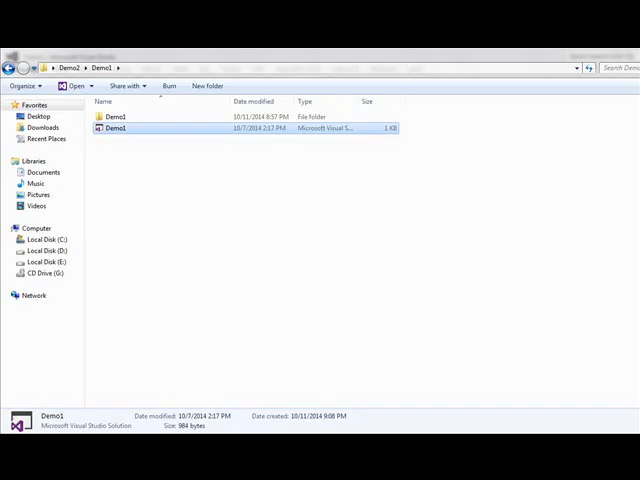 Demo2 Demo1 Search Demo
Organize Open Share with Burn New folder
Name Date modified Type Size
Favorites
Desktop
Downloads
Recent Places
Libraries
Documents
Music
Pictures
Videos
Computer
Local Disk (C:)
Local Disk (D:)
Local Disk (E:)
CD Drive (G:)
Network
Demo1 10/11/2014 8:57 PM File folder
Demo1 10/7/2014 2:17 PM Microsoft Visual S... 1 KB
Demo1 Date modified: 10/7/2014 2:17 PM Date created: 10/11/2014 9:08 PM
Microsoft Visual Studio Solution Size: 984 bytes